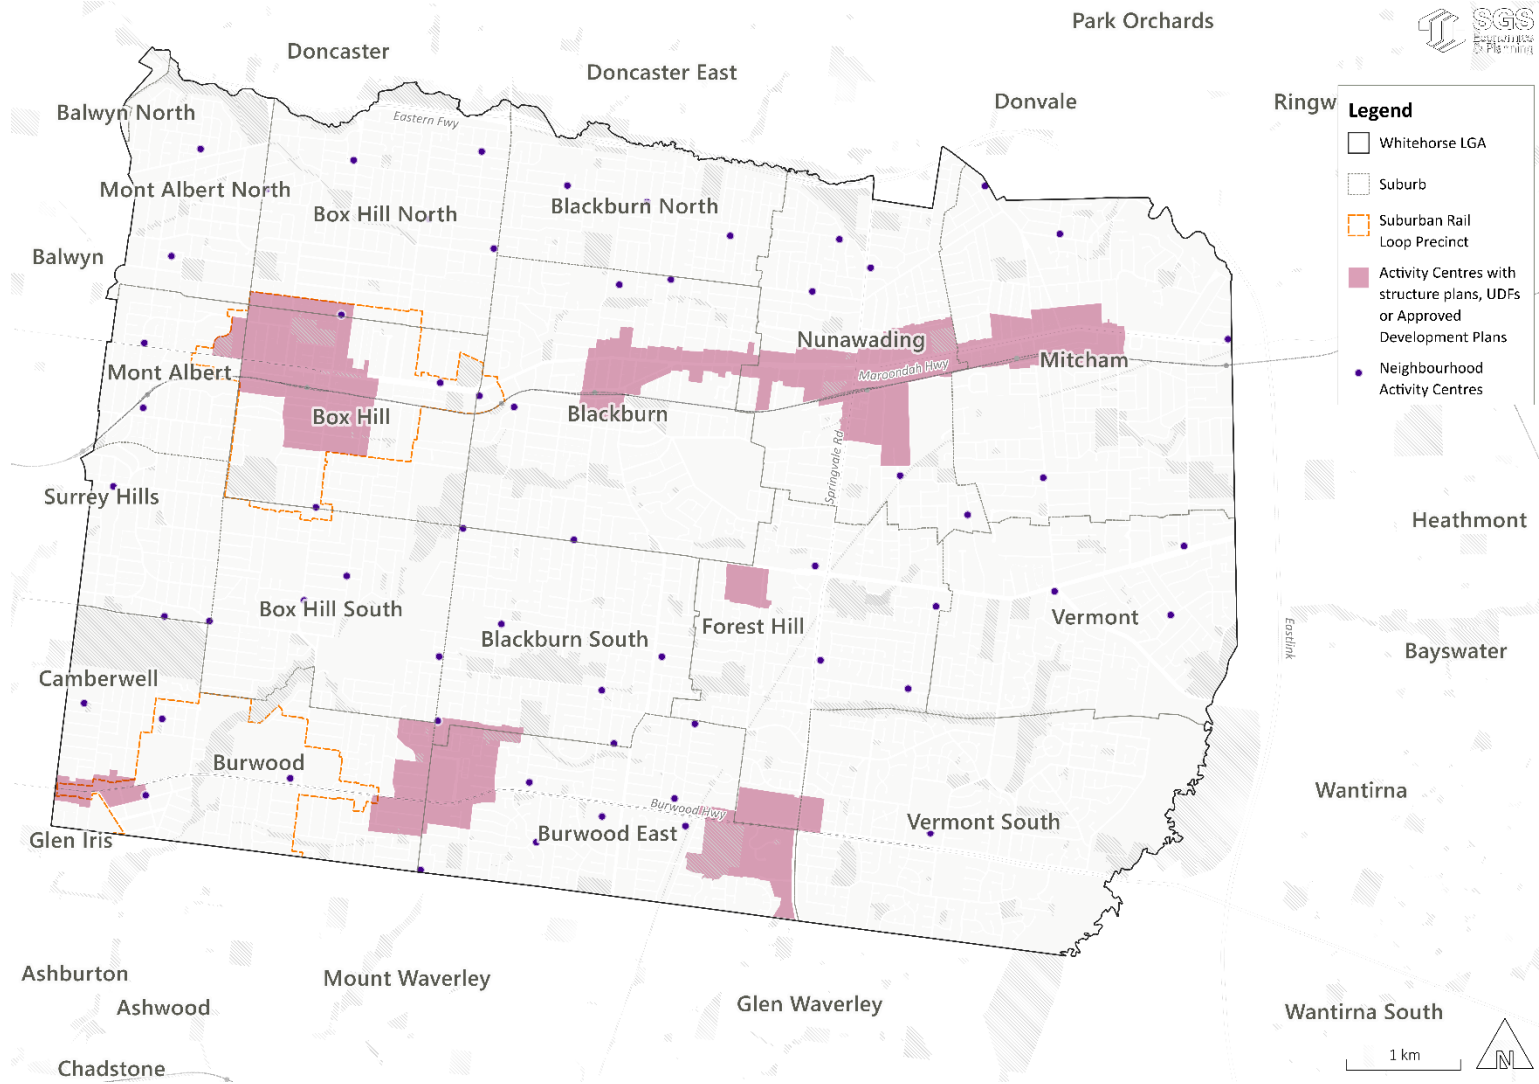 Park Orchards
SGS
Economics
& Planning
Doncaster
Doncaster East
Donvale
Ringw
Balwyn North
Eastern Fwy
Legend
Whitehorse LGA
Suburb
Suburban Rail
Loop Precinct
Activity Centres with
structure plans, UDFs
or Approved
Development Plans
Neighbourhood
Activity Centres
Mont Albert North
Box Hill North
Blackburn North
Balwyn
Nunawading
Mitcham
Maroondah Hwy
Mont Albert
Box Hill
Blackburn
Springvale Rd
Surrey Hills
Heathmont
Box Hill South
Blackburn South
Forest Hill
Vermont
Eastlink
Bayswater
Camberwell
Burwood
Wantirna
Burwood Hwy
Burwood East
Vermont South
Glen Iris
Ashburton
Mount Waverley
Ashwood
Glen Waverley
Wantirna South
Chadstone
1 km
N